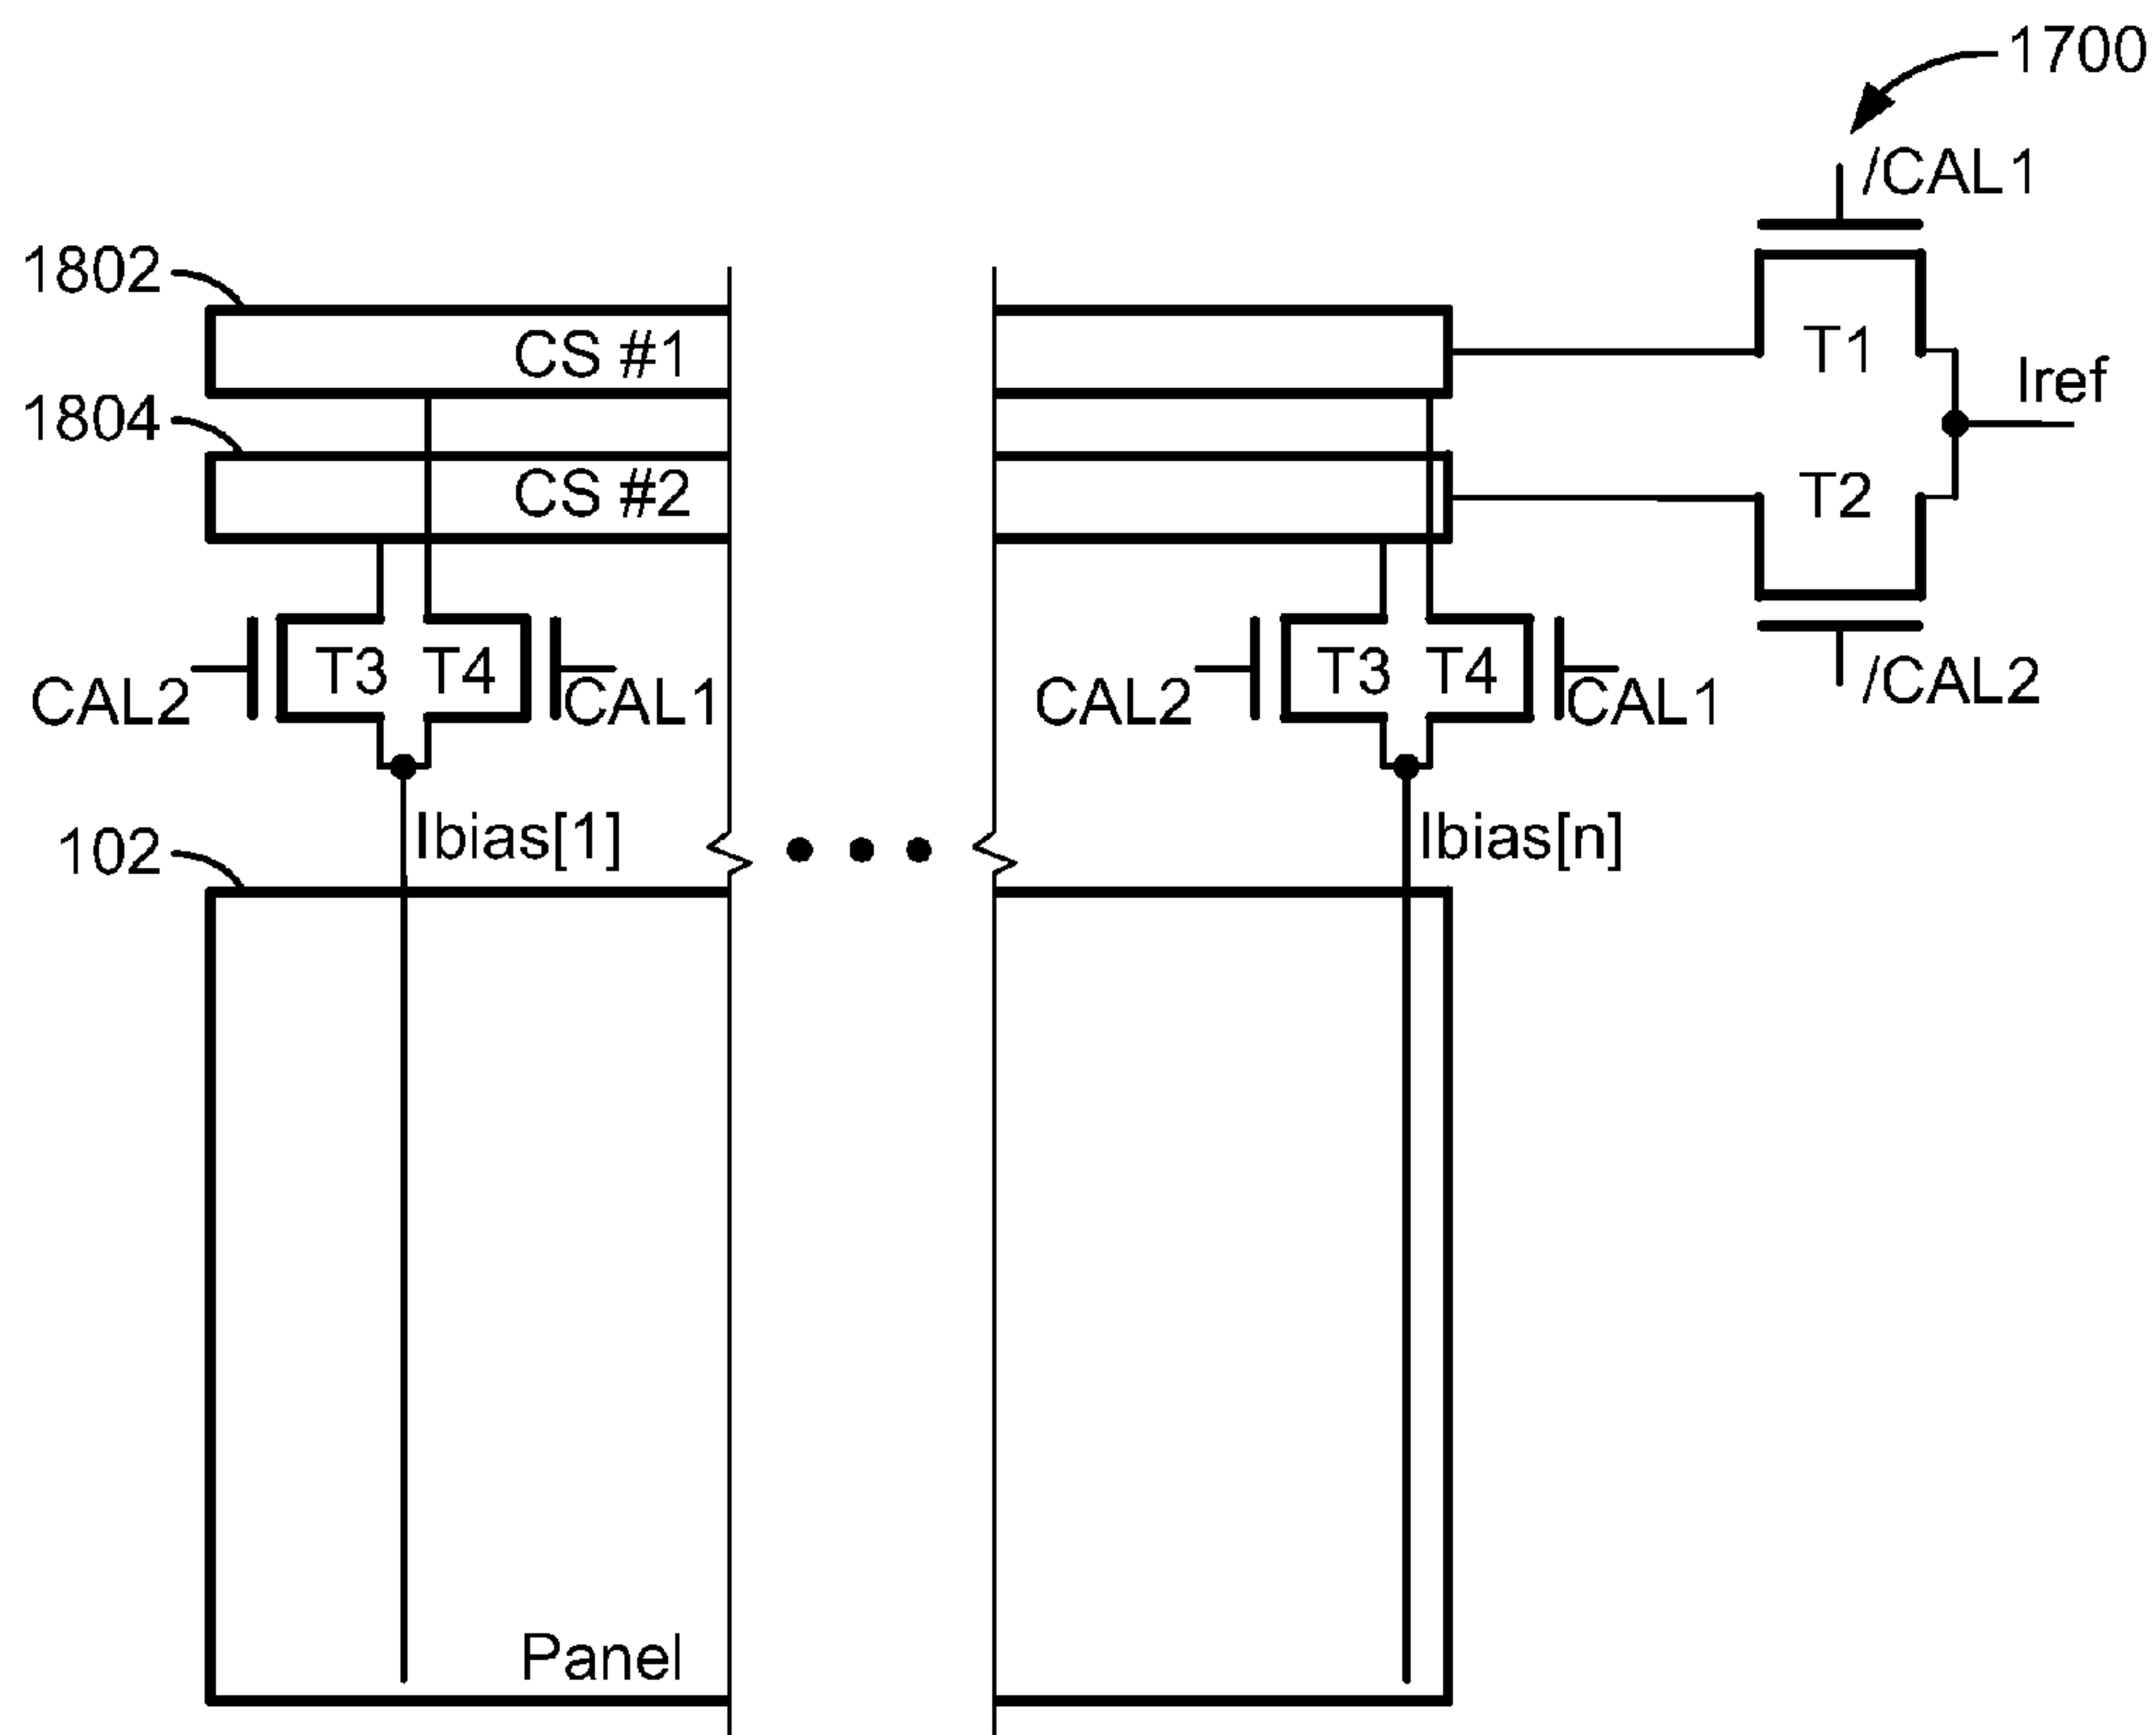 1700
/CAL1
1802
CS #1
T1
Iref
1804
CS #2
T2
CAL2
T3
T4
CAL1
CAL2
T3
T4
CAL1
/CAL2
Ibias[1]
Ibias[n]
102
Panel